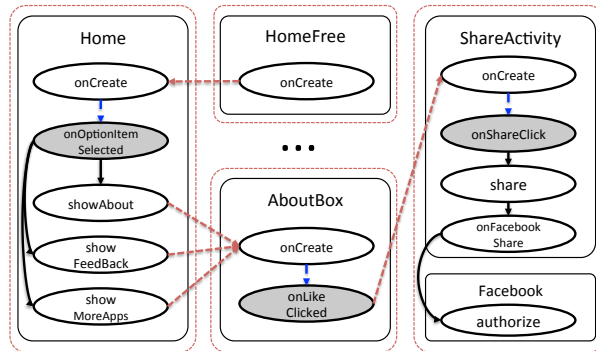 Home
onCreate
onOptionItem
Selected
showAbout
show
FeedBack
show
MoreApps
HomeFree
onCreate
...
AboutBox
onCreate
onLike
Clicked
ShareActivity
onCreate
onShareClick
share
onFacebook
Share
Facebook
authorize